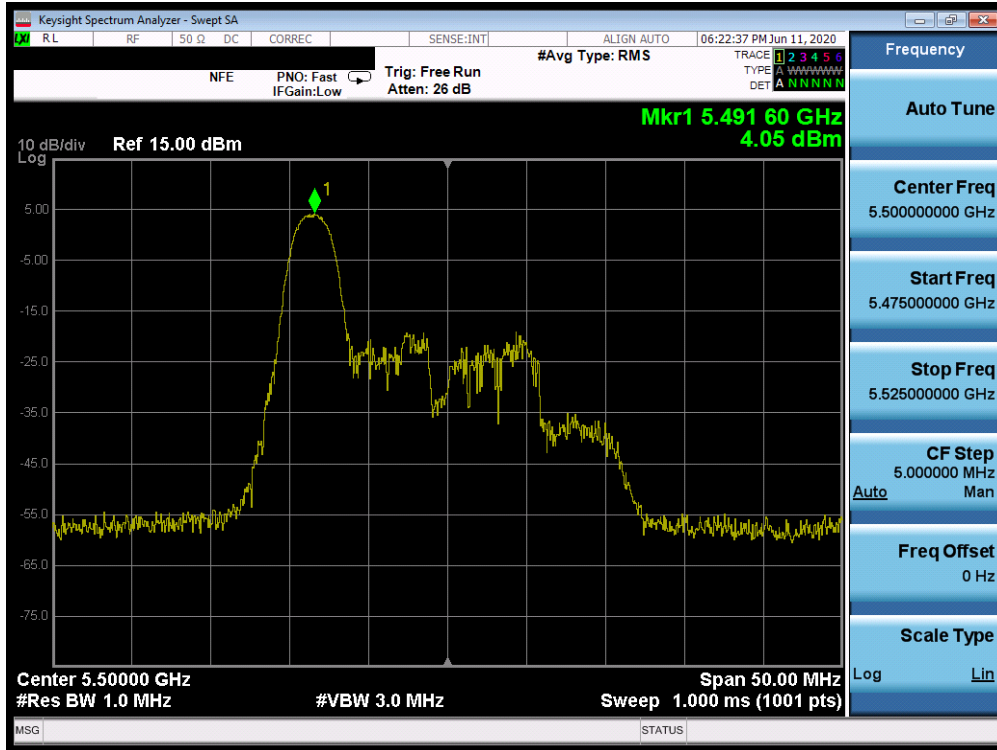 Keysight Spectrum Analyzer - Swept SA
LXI RL RF 50 Ω DC CORREC SENSE:INT ALIGN AUTO 06:22:37 PM Jun 11, 2020
#Avg Type: RMS TRACE 1 2 3 4 5 6
NFE PNO: Fast Trig: Free Run TYPE A WWWWW
IFGain:Low Atten: 26 dB DET A N N N N N
Mkr1 5.491 60 GHz
4.05 dBm
10 dB/div Ref 15.00 dBm
Log
1
5.00
-5.00
-15.0
-25.0
-35.0
-45.0
-55.0
-65.0
-75.0
Center 5.50000 GHz Span 50.00 MHz
#Res BW 1.0 MHz #VBW 3.0 MHz Sweep 1.000 ms (1001 pts)
MSG STATUS
Frequency
Auto Tune
Center Freq
5.500000000 GHz
Start Freq
5.475000000 GHz
Stop Freq
5.525000000 GHz
CF Step
5.000000 MHz
Auto Man
Freq Offset
0 Hz
Scale Type
Log Lin